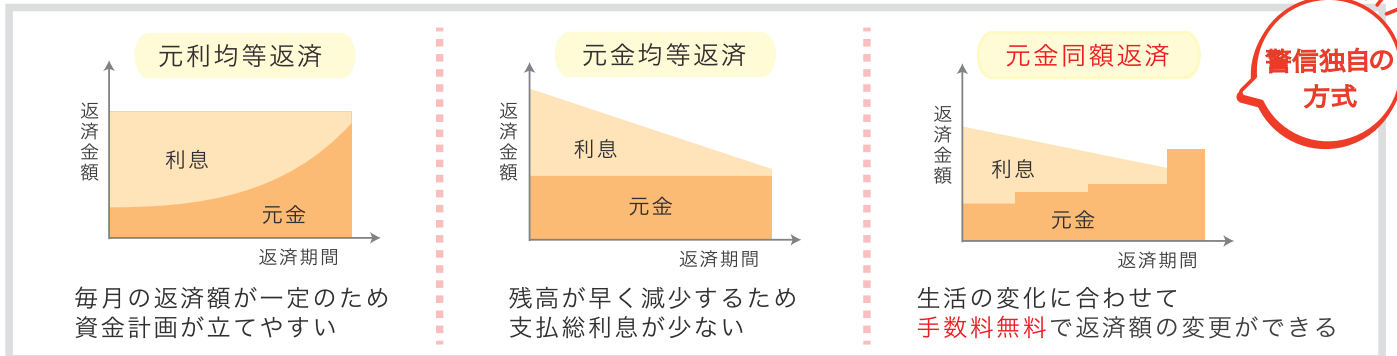 元利均等返済
返済金額
利息
元金
返済期間
毎月の返済額が一定のため
資金計画が立てやすい
元金均等返済
返済金額
利息
元金
返済期間
残高が早く減少するため
支払総利息が少ない
元金同額返済
警信独自の
方式
返済金額
利息
元金
返済期間
生活の変化に合わせて
手数料無料で返済額の変更ができる